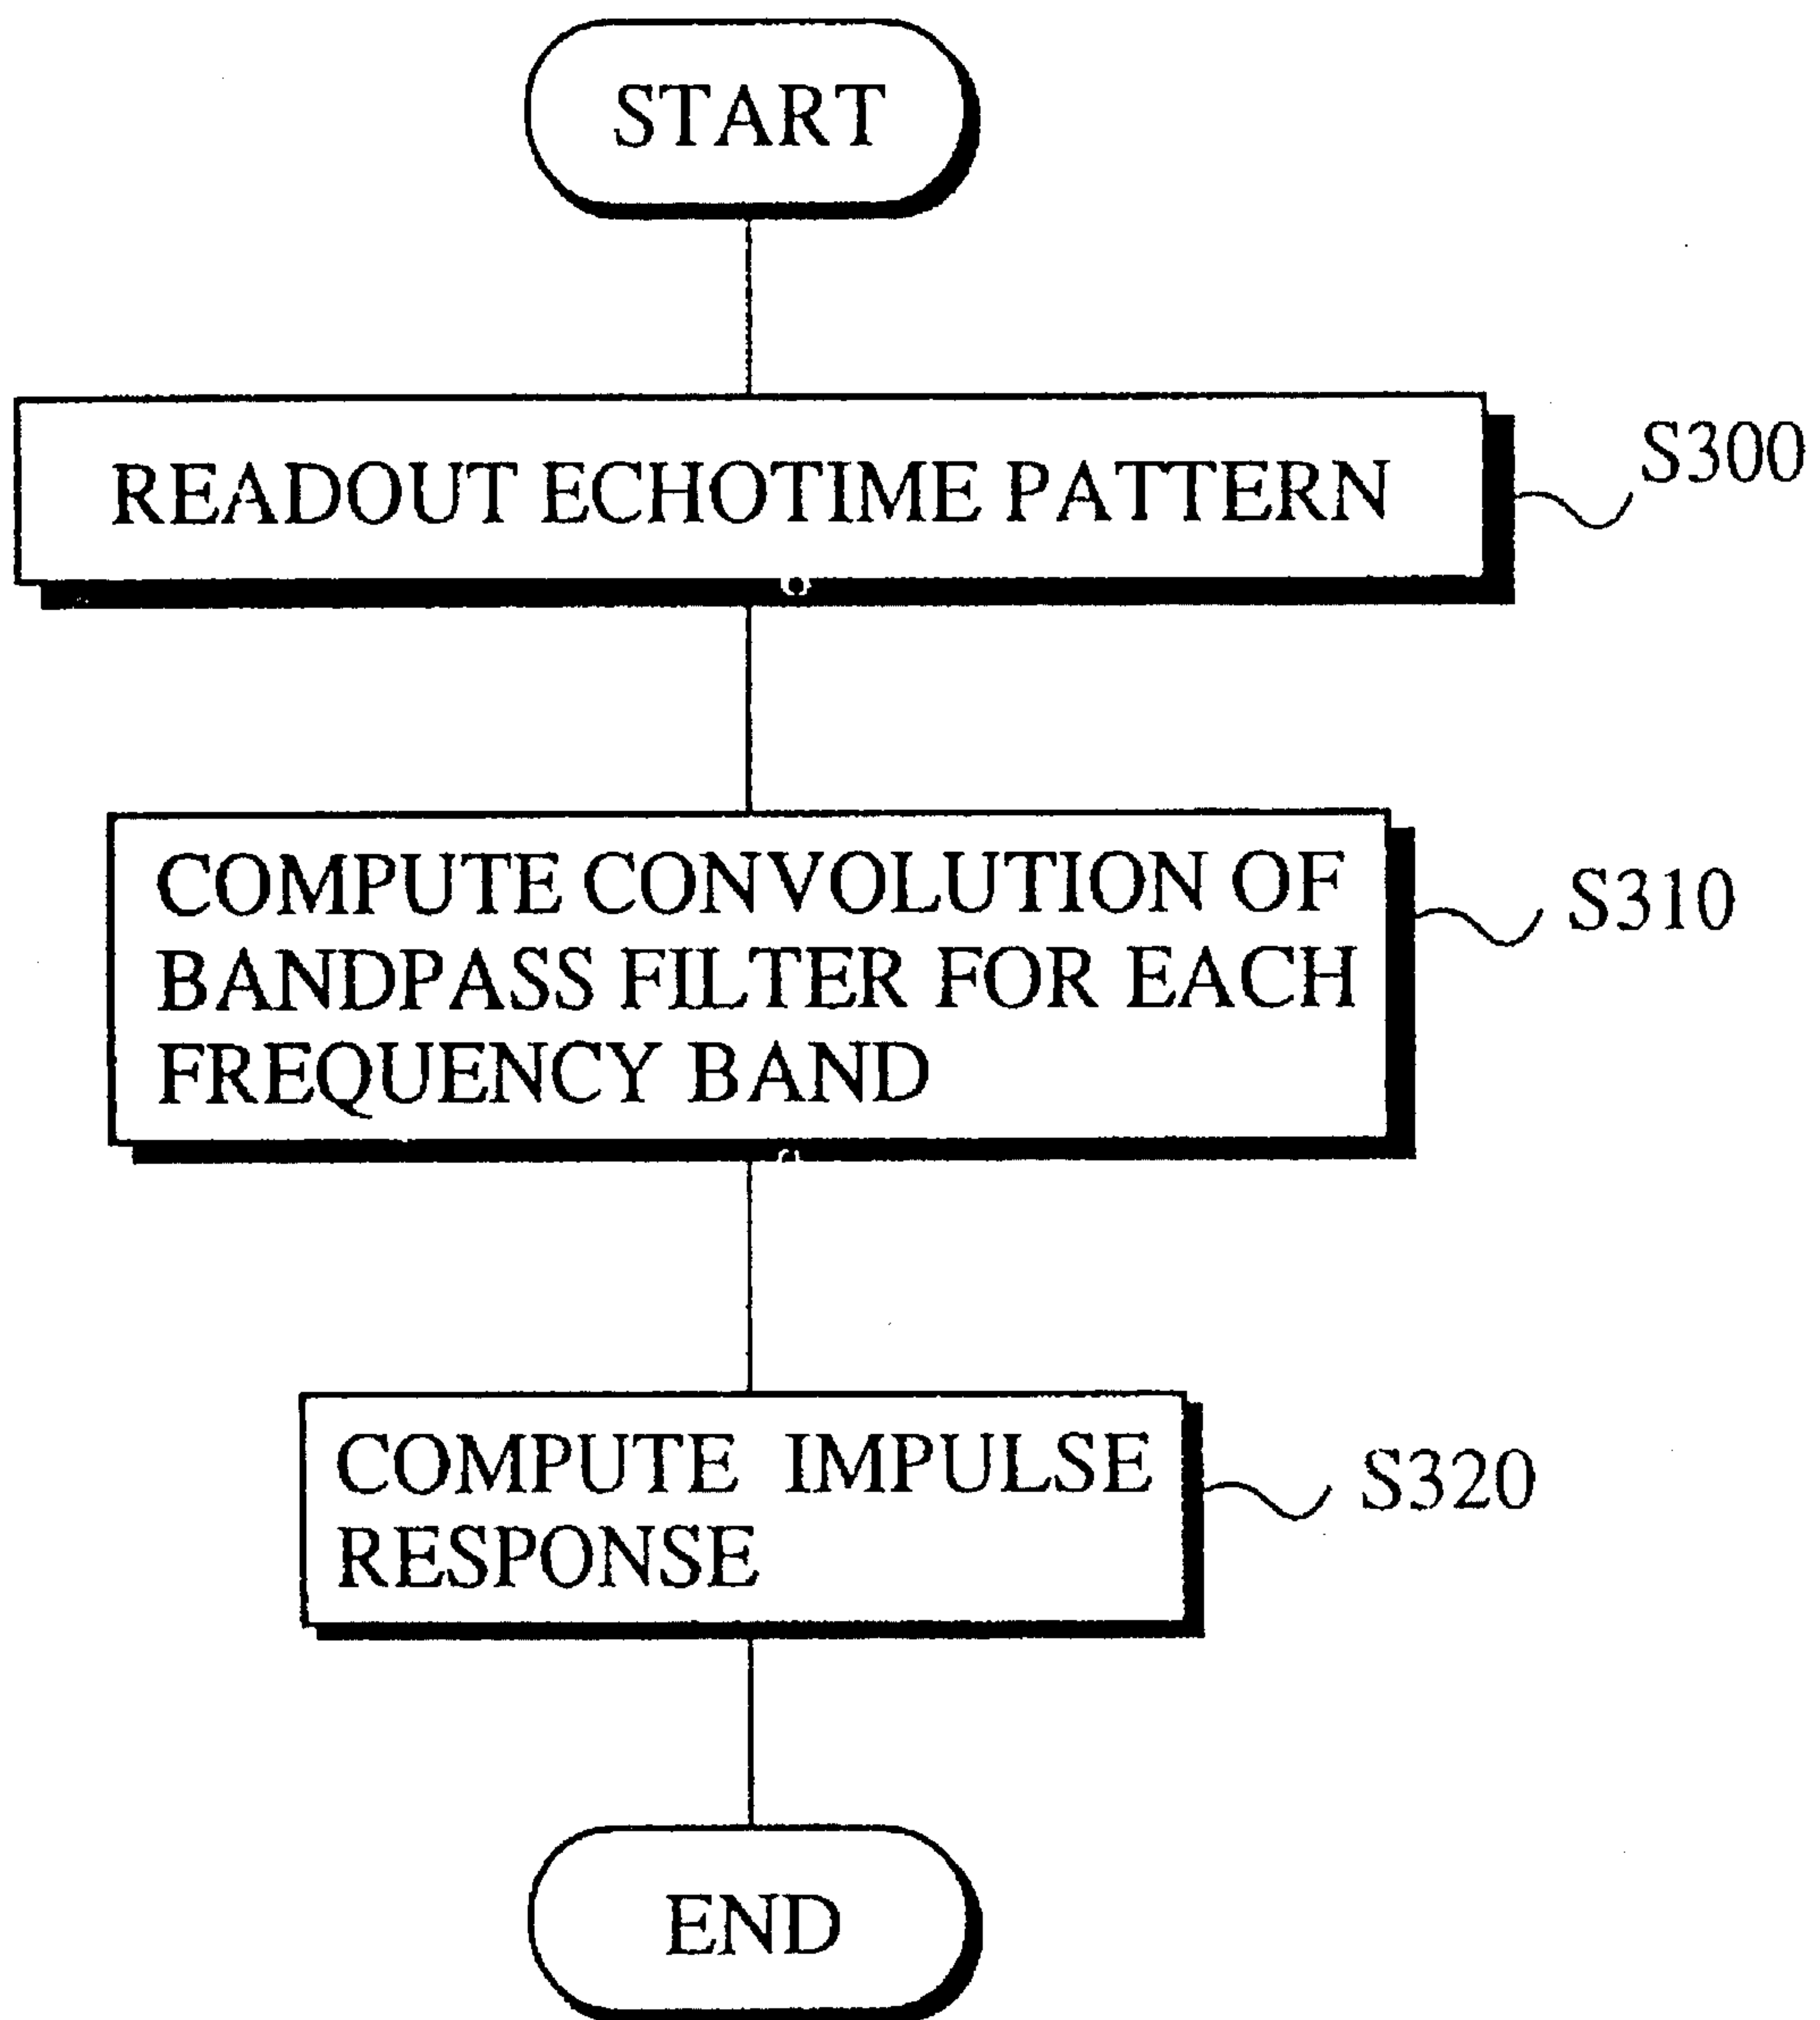 START
READOUT ECHOTIME PATTERN
S300
COMPUTE CONVOLUTION OF
BANDPASS FILTER FOR EACH
FREQUENCY BAND
S310
COMPUTE IMPULSE
RESPONSE
S320
END